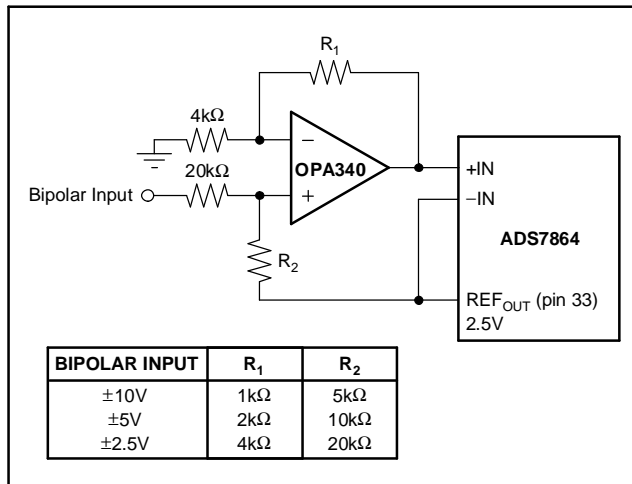 R1
4kΩ
−
OPA340
+IN
20kΩ
Bipolar Input
+
−IN
ADS7864
R2
REFOUT (pin 33)
2.5V
BIPOLAR INPUT R1 R2
±10V 1kΩ 5kΩ
±5V 2kΩ 10kΩ
±2.5V 4kΩ 20kΩ